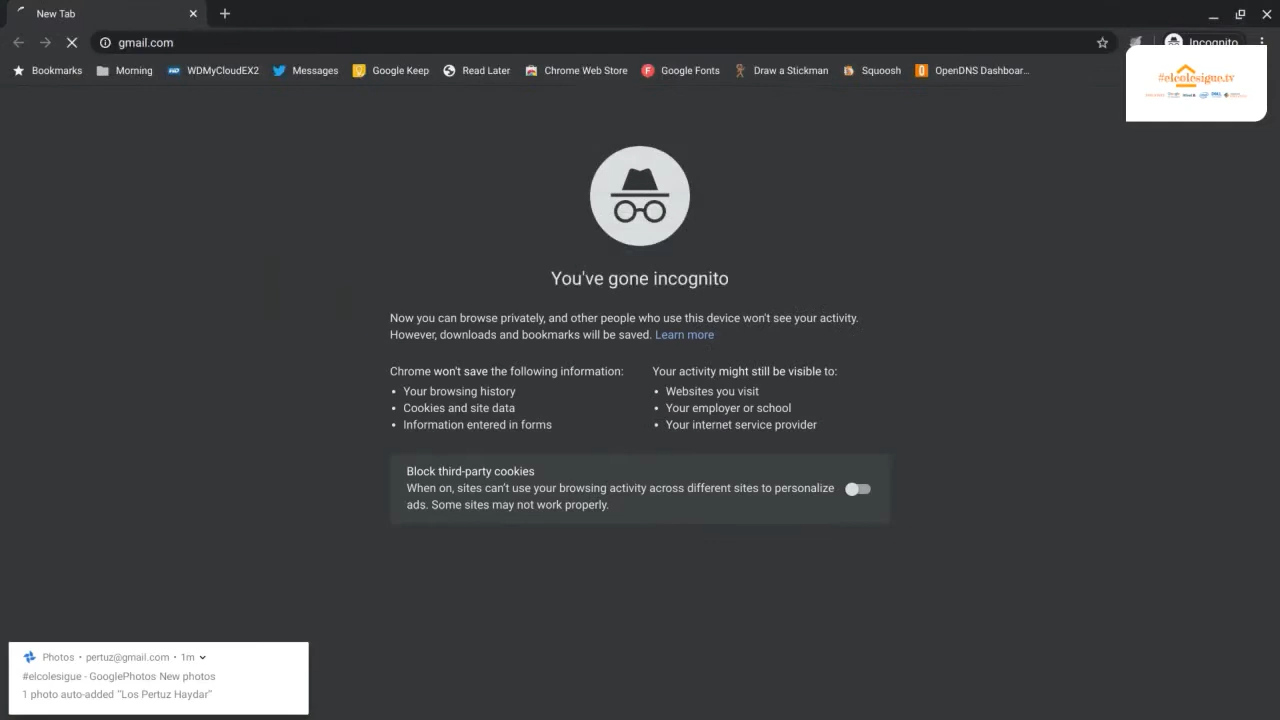 New Tab
gmail.com
Incognito
Bookmarks Morning WDMyCloudEX2 Messages Google Keep Read Later Chrome Web Store Google Fonts Draw a Stickman Squoosh OpenDNS Dashboar...
#elcolesigue.tv
You've gone incognito
Now you can browse privately, and other people who use this device won't see your activity.
However, downloads and bookmarks will be saved. Learn more
Chrome won't save the following information:
• Your browsing history
• Cookies and site data
• Information entered in forms
Your activity might still be visible to:
• Websites you visit
• Your employer or school
• Your internet service provider
Block third-party cookies
When on, sites can't use your browsing activity across different sites to personalize
ads. Some sites may not work properly.
Photos • pertuz@gmail.com • 1m
#elcolesigue - GooglePhotos New photos
1 photo auto-added "Los Pertuz Haydar"